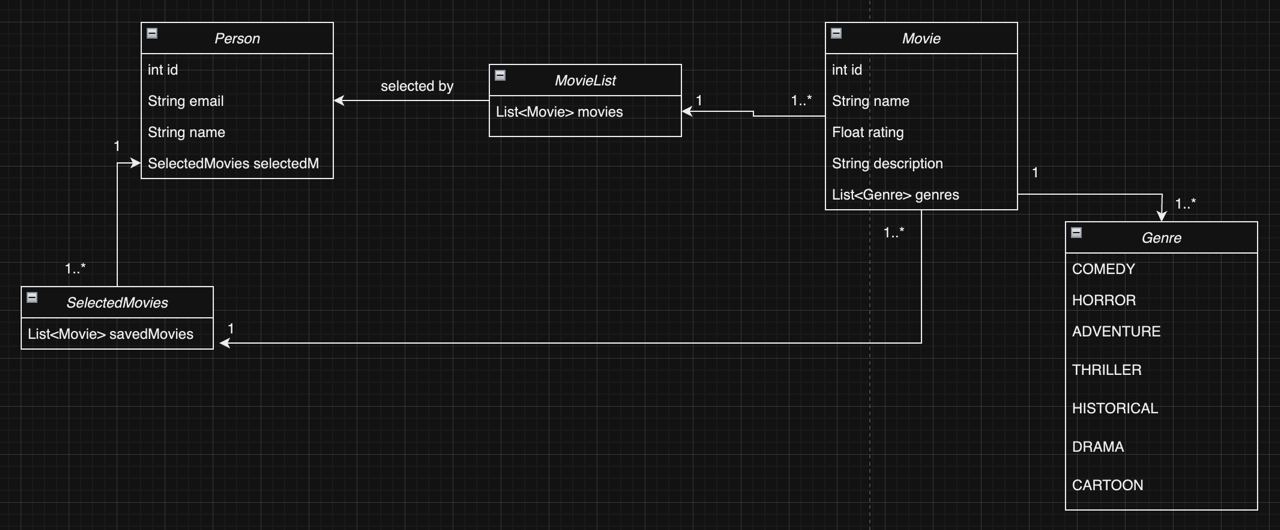 Person
int id
String email
String name
SelectedMovies selectedM
selected by
MovieList
List<Movie> movies
1
1..*
Movie
int id
String name
Float rating
String description
List<Genre> genres
1
1..*
Genre
COMEDY
HORROR
ADVENTURE
THRILLER
HISTORICAL
DRAMA
CARTOON
1..*
1
1
1..*
SelectedMovies
List<Movie> savedMovies